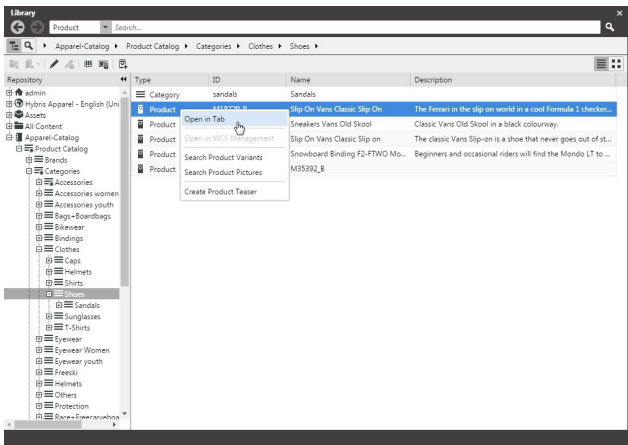 Library
Product Search...
Apparel-Catalog Product Catalog Categories Clothes Shoes
Repository Type ID Name Description
admin
Hybris Apparel - English (Uni
Assets
All Content
Apparel-Catalog
Product Catalog
Brands
Categories
Accessories
Accessories women
Accessories youth
Bags+Boardbags
Bikewear
Bindings
Clothes
Caps
Helmets
Shirts
Shoes
Sandals
Sunglasses
T-Shirts
Eyewear
Eyewear Women
Eyewear youth
Freeski
Helmets
Others
Protection
Race+Freecarveboa
Category sandals Sandals
Product M18729_B Slip On Vans Classic Slip On The Ferrari in the slip on world in a cool Formula 1 checker...
Product Sneakers Vans Old Skool Classic Vans Old Skool in a black colourway.
Product Slip On Vans Classic Slip on The classic Vans Slip-on is a shoe that never goes out of st...
Product Snowboard Binding F2-FTWO Mo... Beginners and occasional riders will find the Mondo LT to ...
Product M35392_B
Open in Tab
Open in WCS Management
Search Product Variants
Search Product Pictures
Create Product Teaser